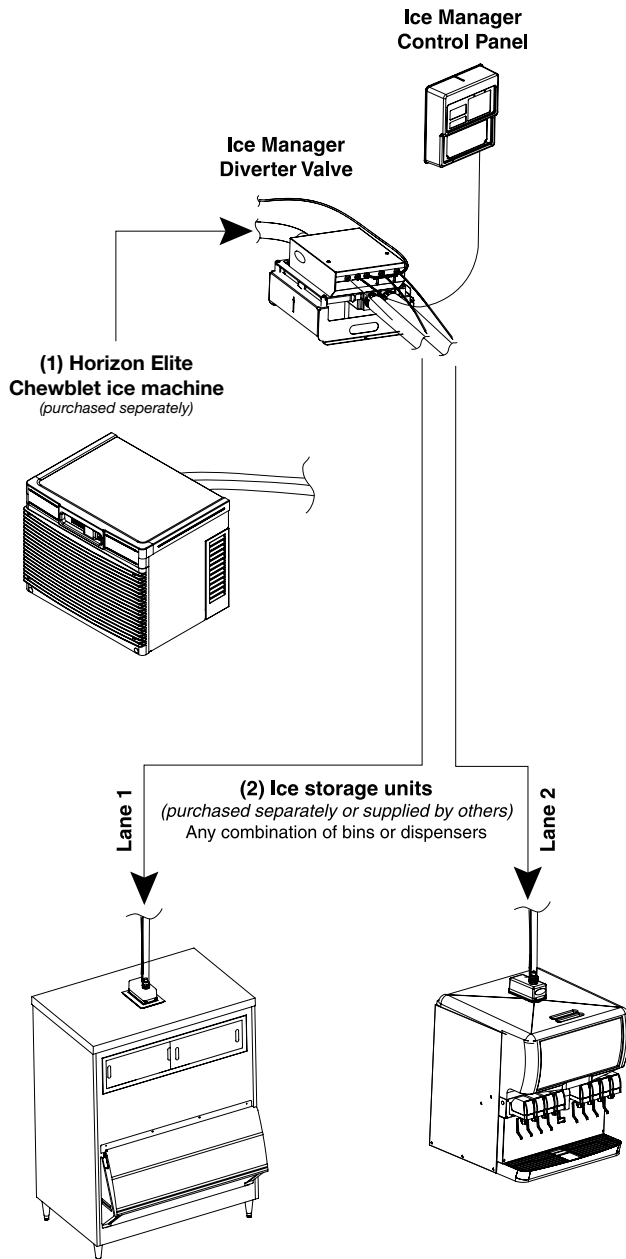 Ice Manager
Control Panel
Ice Manager
Diverter Valve
(1) Horizon Elite
Chewblet ice machine
(purchased seperately)
Lane 1
(2) Ice storage units
(purchased separately or supplied by others)
Any combination of bins or dispensers
Lane 2